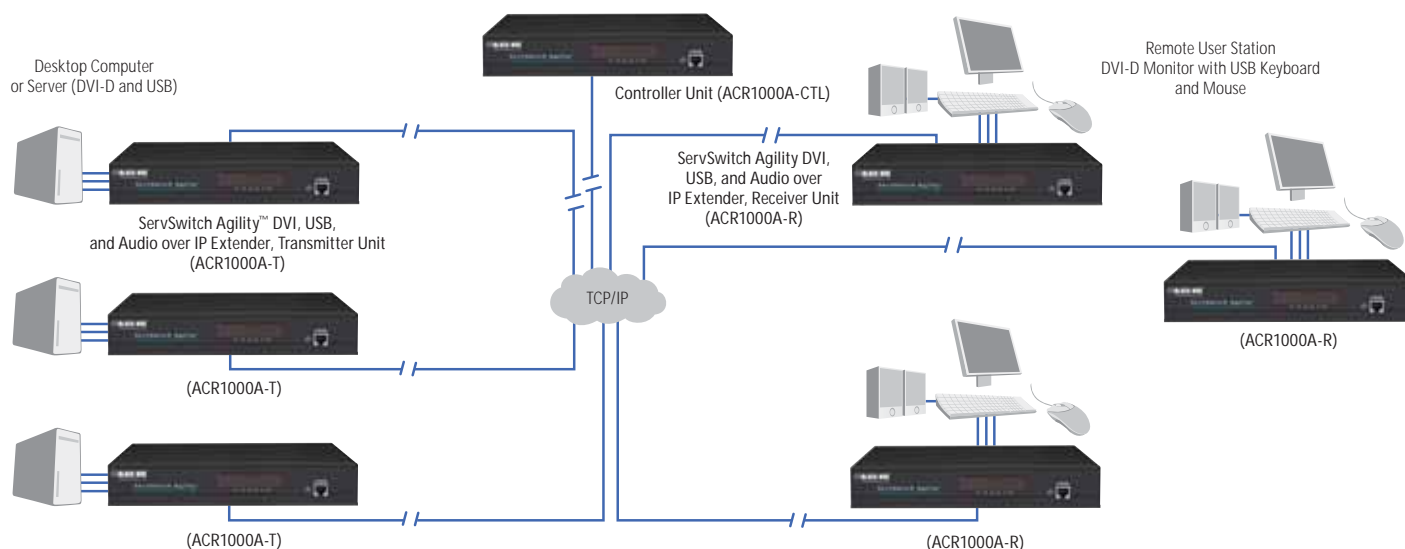 Desktop Computer
or Server (DVI-D and USB)
Controller Unit (ACR1000A-CTL)
Remote User Station
DVI-D Monitor with USB Keyboard
and Mouse
ServSwitch Agility™ DVI, USB,
and Audio over IP Extender, Transmitter Unit
(ACR1000A-T)
ServSwitch Agility DVI,
USB, and Audio over
IP Extender, Receiver Unit
(ACR1000A-R)
TCP/IP
(ACR1000A-R)
(ACR1000A-T)
(ACR1000A-T)
(ACR1000A-R)